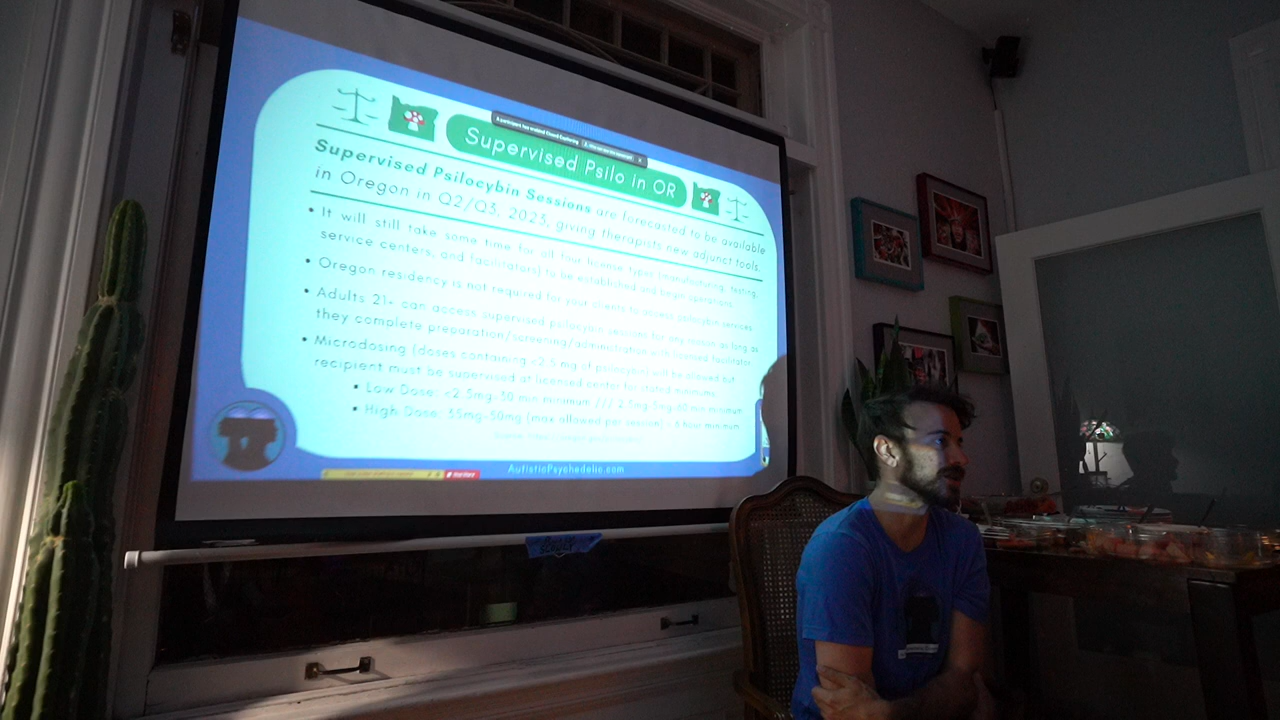 A participant has enabled Closed Captioning
Supervised Psilo in OR
Supervised Psilocybin Sessions are forecasted to be available
in Oregon in Q2/Q3, 2023, giving therapists new adjunct tools.
• It will still take some time for all four license types (manufacturing, testing,
service centers, and facilitators) to be established and begin operations.
• Oregon residency is not required for your clients to access psilocybin services
• Adults 21+ can access supervised psilocybin sessions for any reason as long as
they complete preparation/screening/administration with licensed facilitator
• Microdosing (doses containing <2.5 mg of psilocybin) will be allowed but
recipient must be supervised at licensed center for stated minimums.
• Low Dose: <2.5mg-30 min minimum /// 2.5mg-5mg-60 min minimum
• High Dose: 35mg-50mg (max allowed per session) - 6 hour minimum
AutisticPsychedelic.com